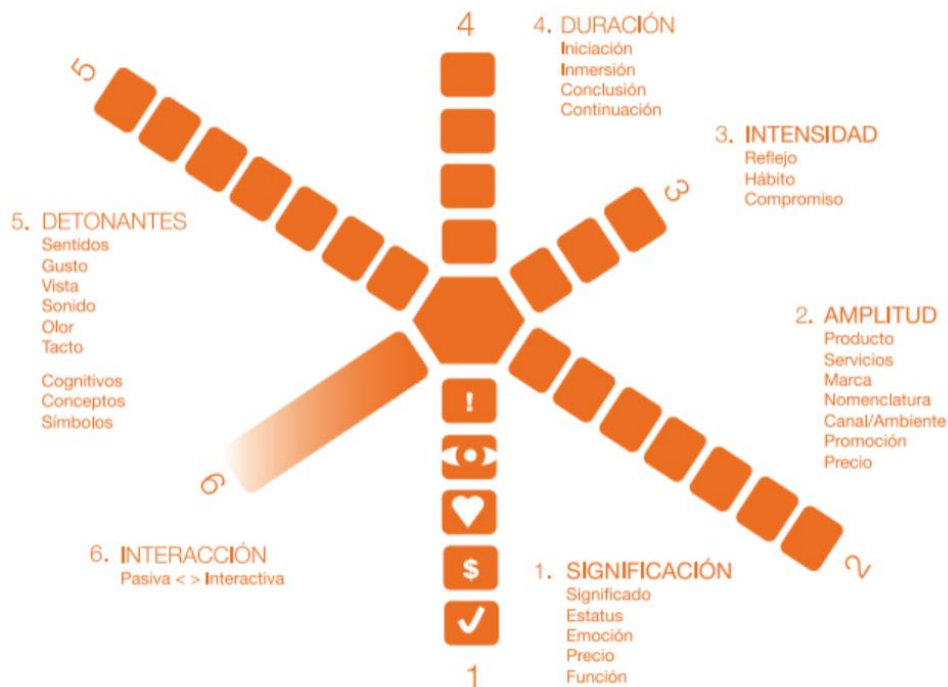 4
4. DURACIÓN
Iniciación
Inmersión
Conclusión
Continuación
5
3. INTENSIDAD
Reflejo
Hábito
Compromiso
3
5. DETONANTES
Sentidos
Gusto
Vista
Sonido
Olor
Tacto
Cognitivos
Conceptos
Símbolos
2. AMPLITUD
Producto
Servicios
Marca
Nomenclatura
Canal/Ambiente
Promoción
Precio
!
$
6
2
6. INTERACCIÓN
Pasiva < > Interactiva
1. SIGNIFICACIÓN
Significado
Estatus
Emoción
Precio
Función
1